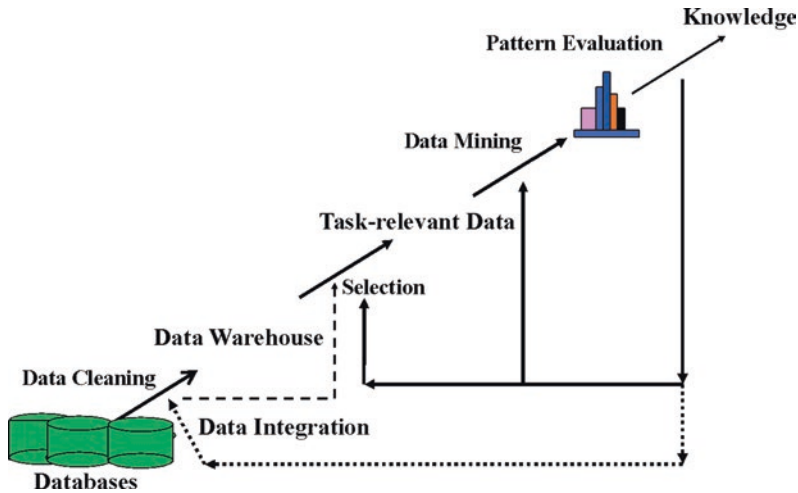 Knowledge
Pattern Evaluation
Data Mining
Task-relevant Data
Selection
Data Warehouse
Data Cleaning
Data Integration
Databases